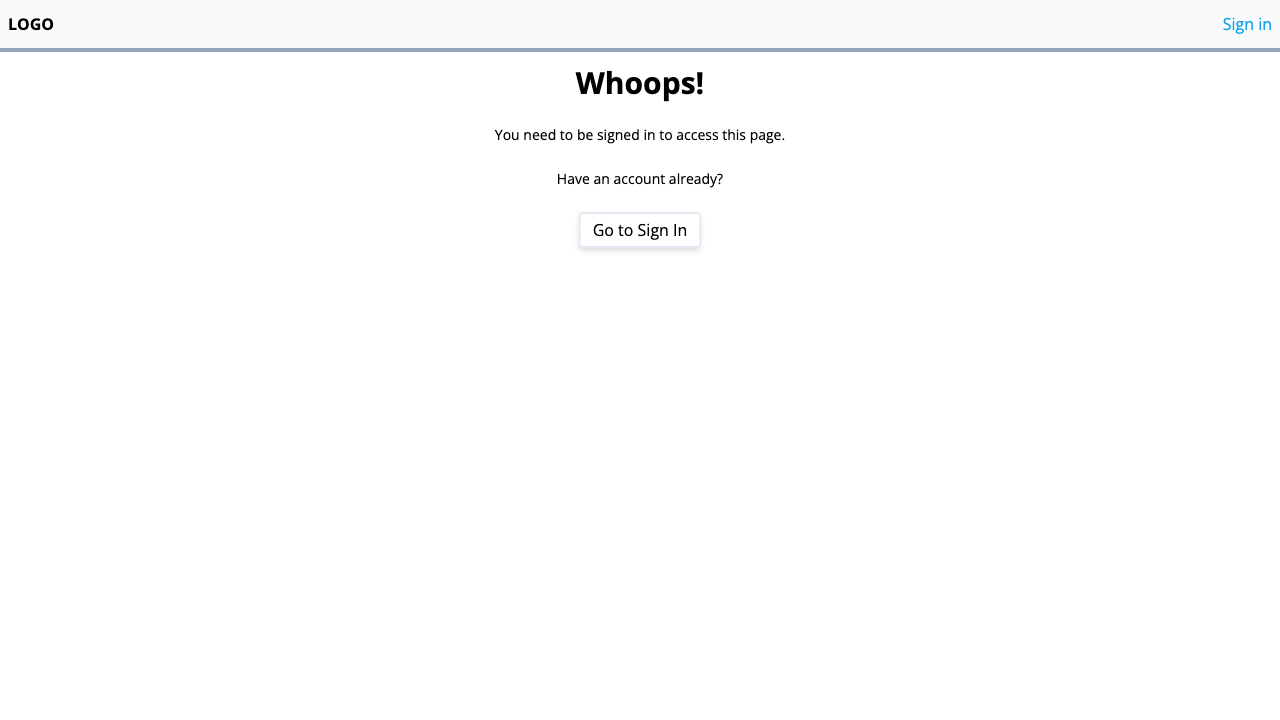 LOGO
Sign in
Whoops!
You need to be signed in to access this page.
Have an account already?
Go to Sign In